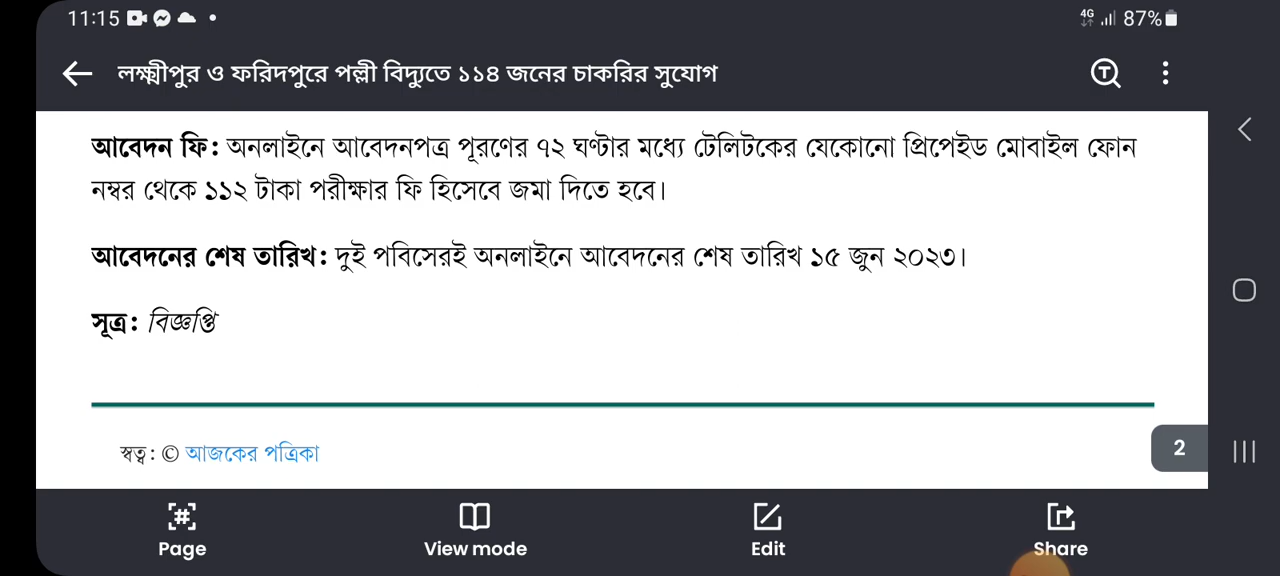 11:15
4G 87%
লক্ষ্মীপুর ও ফরিদপুরে পল্লী বিদ্যুতে ১১৪ জনের চাকরির সুযোগ
আবেদন ফি: অনলাইনে আবেদনপত্র পূরণের ৭২ ঘণ্টার মধ্যে টেলিটকের যেকোনো প্রিপেইড মোবাইল ফোন
নম্বর থেকে ১১২ টাকা পরীক্ষার ফি হিসেবে জমা দিতে হবে।
আবেদনের শেষ তারিখ: দুই পবিসেরই অনলাইনে আবেদনের শেষ তারিখ ১৫ জুন ২০২৩।
সূত্র: বিজ্ঞপ্তি
স্বত্ব: © আজকের পত্রিকা
2
Page View mode Edit Share